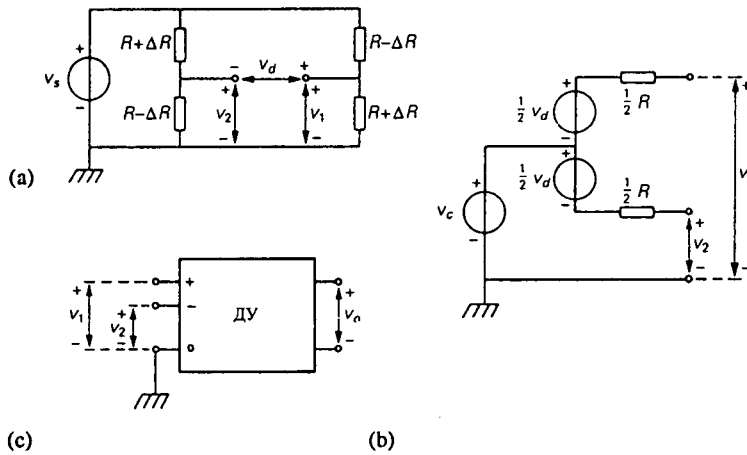 R+ΔR
R−ΔR
+
− v_d +
v_s
−
R−ΔR
+
v_2
−
+
v_1
−
R+ΔR
(a)
+
1/2 v_d
−
1/2 R
+
1/2 v_d
−
1/2 R
+
v_c
−
+
v_2
−
+
v
−
(b)
+
v_1
−
+
v_2
−
+
−
o
ДУ
+
v_o
−
(c)